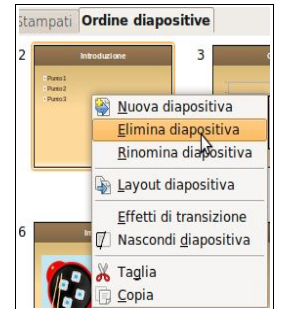 Stampati Ordine diapositive
2 Introduzione 3
Punto 1
Punto 2
Punto 3
Nuova diapositiva
Elimina diapositiva
Rinomina diapositiva
Layout diapositiva
Effetti di transizione
Nascondi diapositiva
Taglia
Copia
6